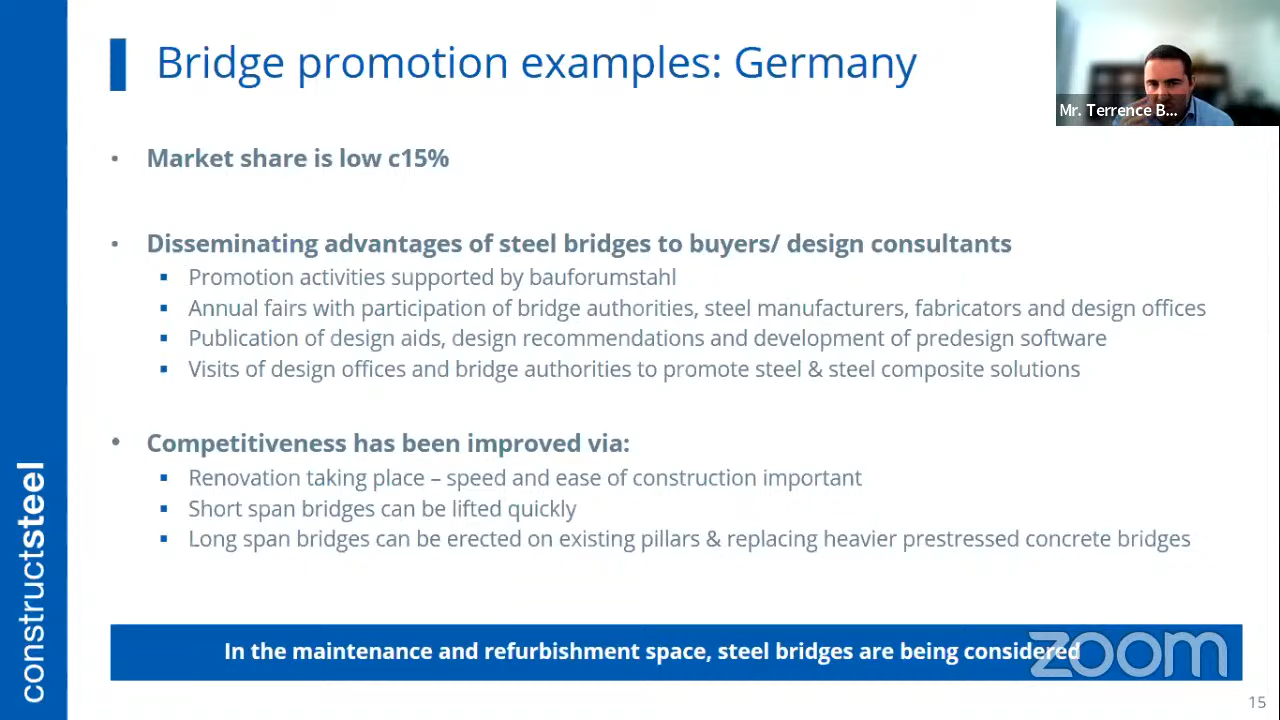 Bridge promotion examples: Germany
Mr. Terrence B...
• Market share is low c15%
• Disseminating advantages of steel bridges to buyers/ design consultants
▪ Promotion activities supported by bauforumstahl
▪ Annual fairs with participation of bridge authorities, steel manufacturers, fabricators and design offices
▪ Publication of design aids, design recommendations and development of predesign software
▪ Visits of design offices and bridge authorities to promote steel & steel composite solutions
• Competitiveness has been improved via:
▪ Renovation taking place – speed and ease of construction important
▪ Short span bridges can be lifted quickly
▪ Long span bridges can be erected on existing pillars & replacing heavier prestressed concrete bridges
In the maintenance and refurbishment space, steel bridges are being considered
zoom
15
constructsteel